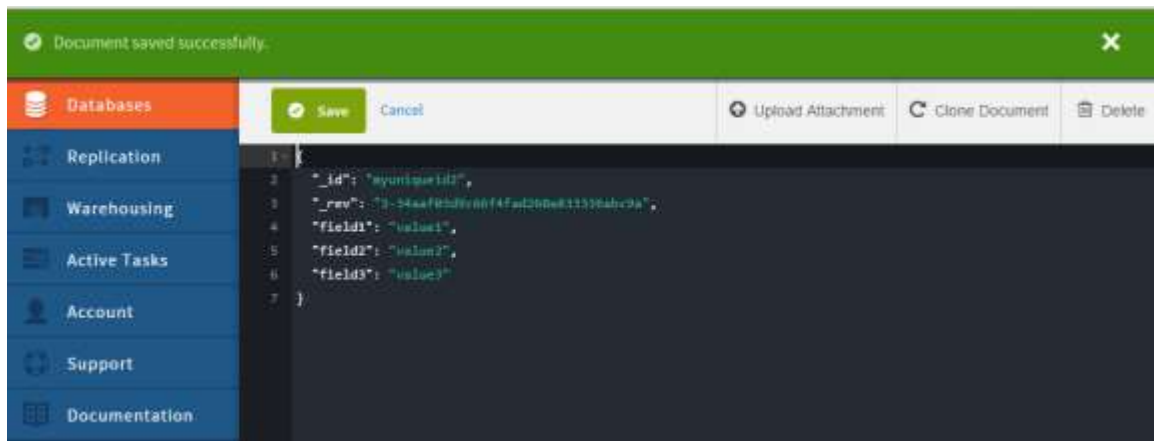 Document saved successfully.
Databases
Save Cancel Upload Attachment Clone Document Delete
Replication
Warehousing
Active Tasks
Account
Support
Documentation
1 {
2 "_id": "myuniqueid2",
3 "_rev":
4 "field1": "value1",
5 "field2": "value2",
6 "field3": "value3"
7 }